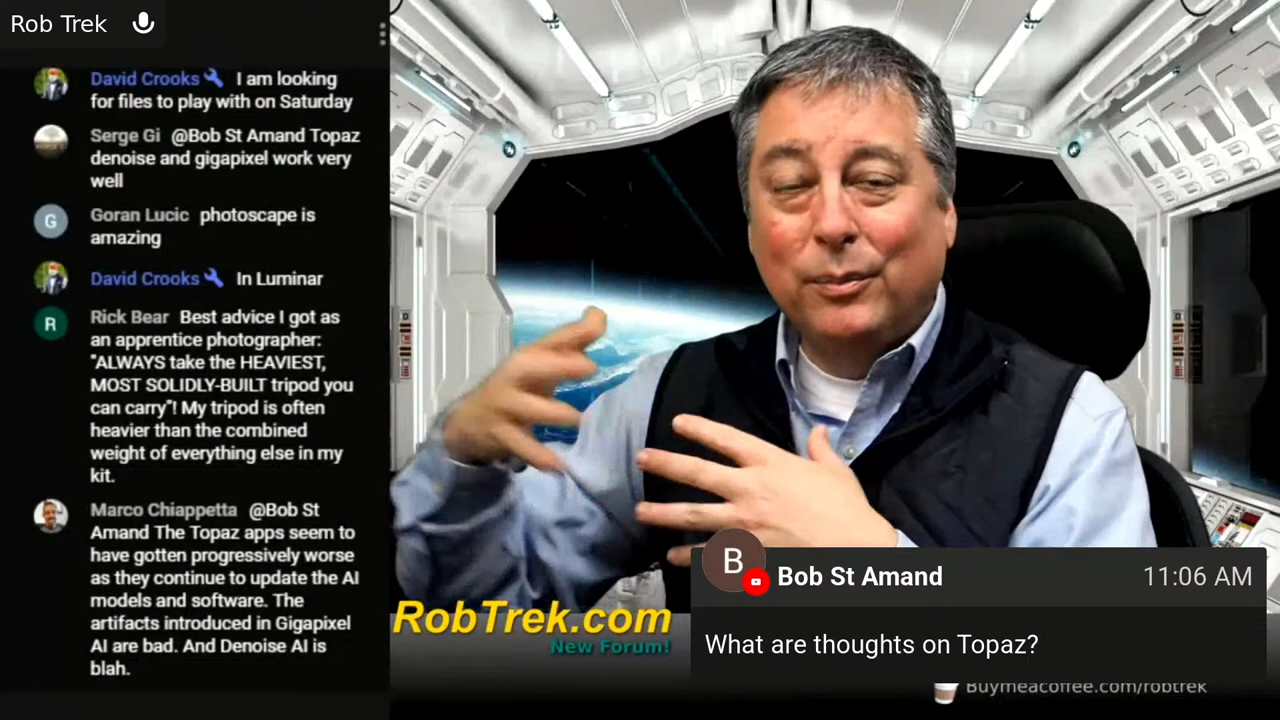 Rob Trek
David Crooks I am looking
for files to play with on Saturday
Serge Gi @Bob St Amand Topaz
denoise and gigapixel work very
well
G
Goran Lucic photoscape is
amazing
David Crooks In Luminar
R
Rick Bear Best advice I got as
an apprentice photographer:
"ALWAYS take the HEAVIEST,
MOST SOLIDLY-BUILT tripod you
can carry"! My tripod is often
heavier than the combined
weight of everything else in my
kit.
Marco Chiappetta @Bob St
Amand The Topaz apps seem to
have gotten progressively worse
as they continue to update the AI
models and software. The
artifacts introduced in Gigapixel
AI are bad. And Denoise AI is
blah.
RobTrek.com
New Forum!
B
Bob St Amand 11:06 AM
What are thoughts on Topaz?
Buymeacoffee.com/robtrek